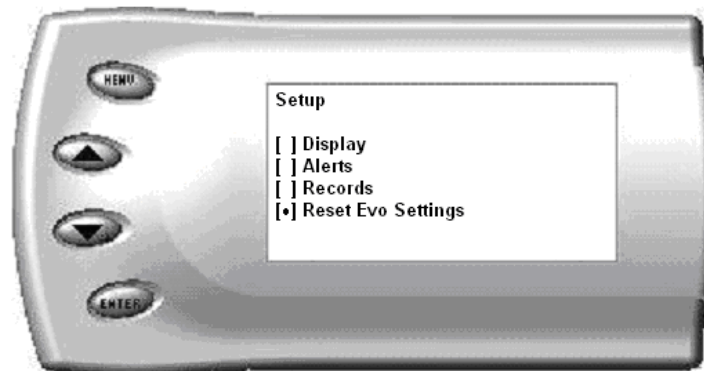 MENU
Setup
[ ] Display
[ ] Alerts
[ ] Records
[•] Reset Evo Settings
ENTER